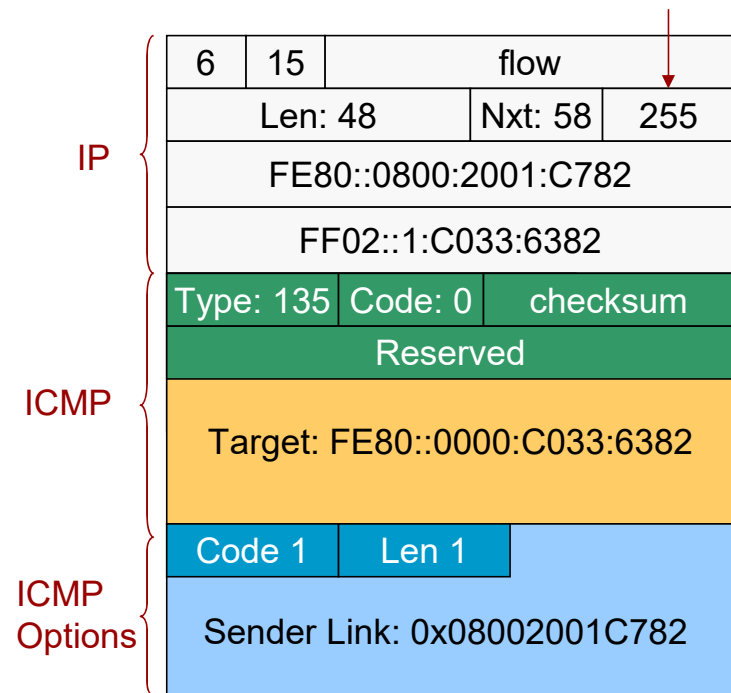 6 15 flow
Len: 48 Nxt: 58 255
IP
FE80::0800:2001:C782
FF02::1:C033:6382
Type: 135 Code: 0 checksum
Reserved
ICMP
Target: FE80::0000:C033:6382
Code 1 Len 1
ICMP
Options
Sender Link: 0x08002001C782